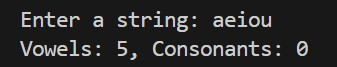 Enter a string: aeiou
Vowels: 5, Consonants: 0